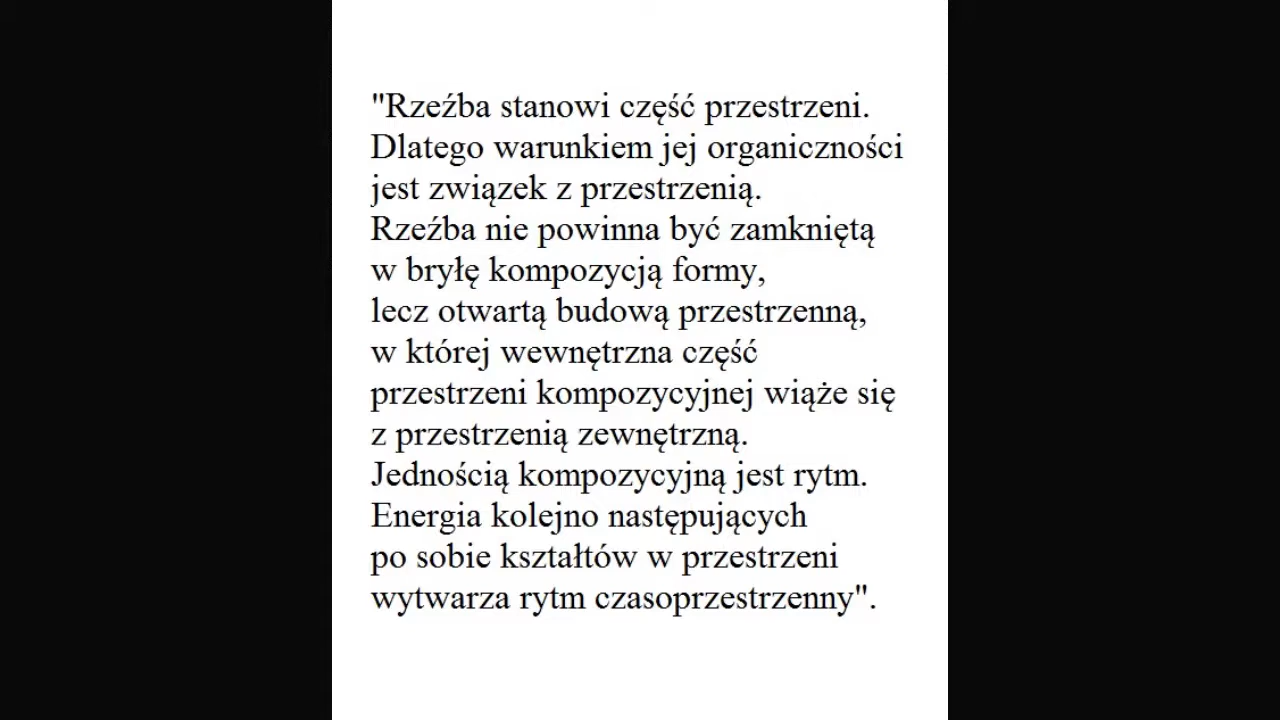 "Rzeźba stanowi część przestrzeni.
Dlatego warunkiem jej organiczności
jest związek z przestrzenią.
Rzeźba nie powinna być zamkniętą
w bryłę kompozycją formy,
lecz otwartą budową przestrzenną,
w której wewnętrzna część
przestrzeni kompozycyjnej wiąże się
z przestrzenią zewnętrzną.
Jednością kompozycyjną jest rytm.
Energia kolejno następujących
po sobie kształtów w przestrzeni
wytwarza rytm czasoprzestrzenny".